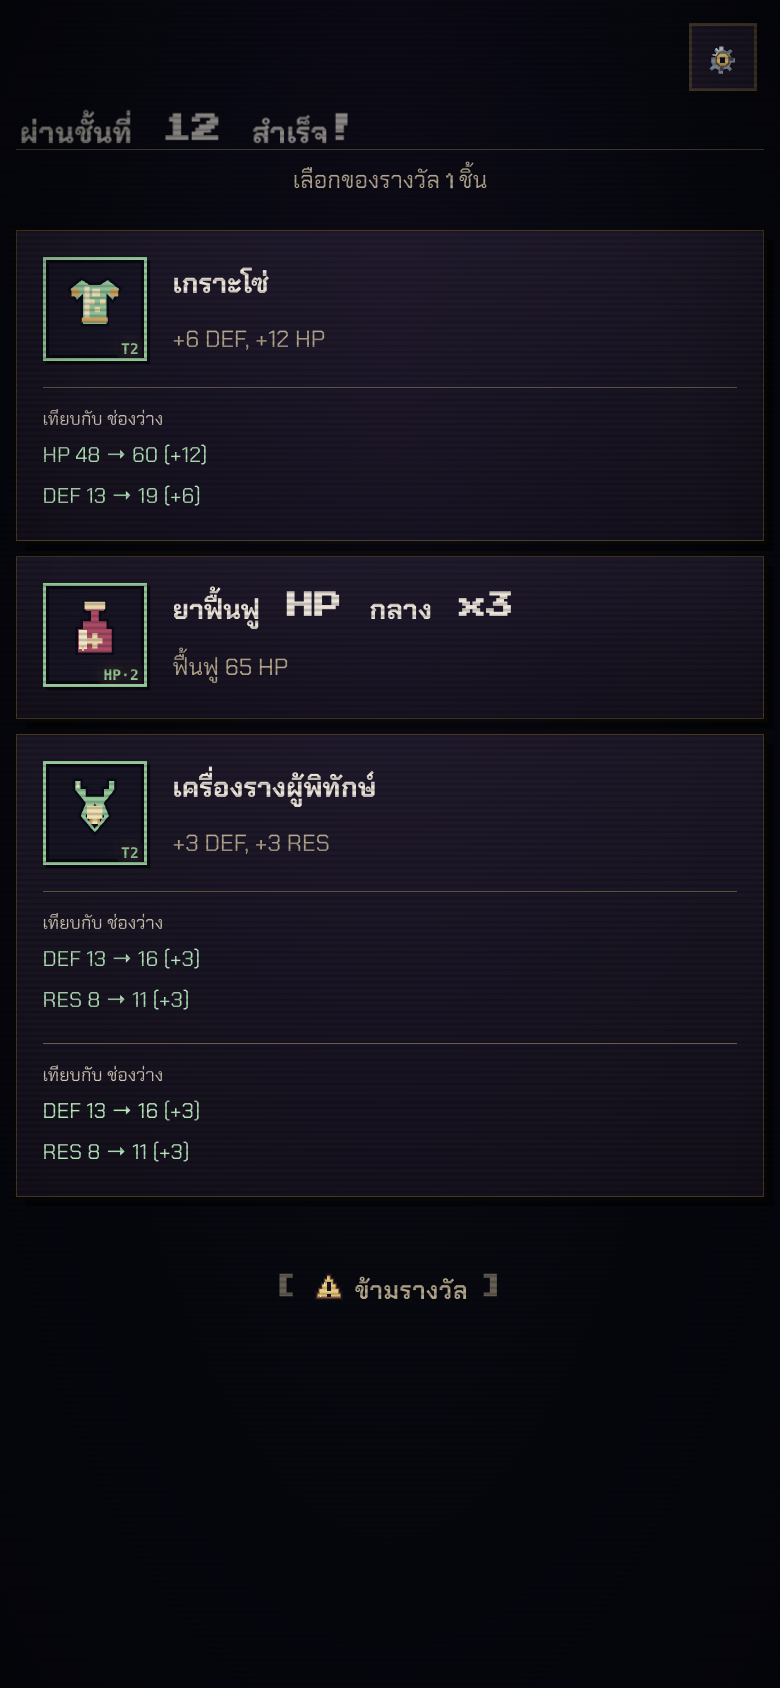 ผ่านชั้นที่ 12 สำเร็จ!
เลือกของรางวัล 1 ชิ้น
เกราะโซ่
+6 DEF, +12 HP
T2
เทียบกับ ช่องว่าง
HP 48 → 60 (+12)
DEF 13 → 19 (+6)
ยาฟื้นฟู HP กลาง x3
ฟื้นฟู 65 HP
HP·2
เครื่องรางผู้พิทักษ์
+3 DEF, +3 RES
T2
เทียบกับ ช่องว่าง
DEF 13 → 16 (+3)
RES 8 → 11 (+3)
เทียบกับ ช่องว่าง
DEF 13 → 16 (+3)
RES 8 → 11 (+3)
[ ⚠ ข้ามรางวัล ]